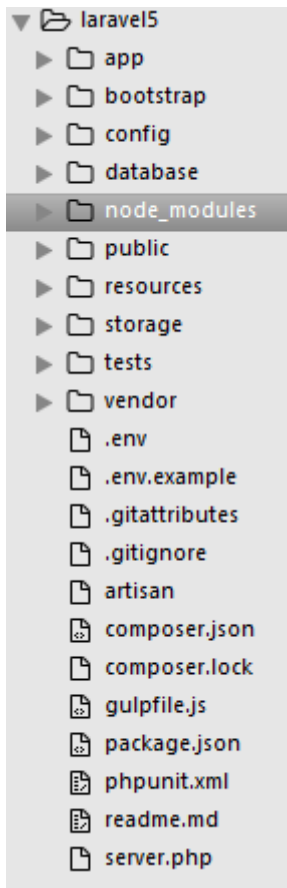 laravel5
app
bootstrap
config
database
node_modules
public
resources
storage
tests
vendor
.env
.env.example
.gitattributes
.gitignore
artisan
composer.json
composer.lock
gulpfile.js
package.json
phpunit.xml
readme.md
server.php